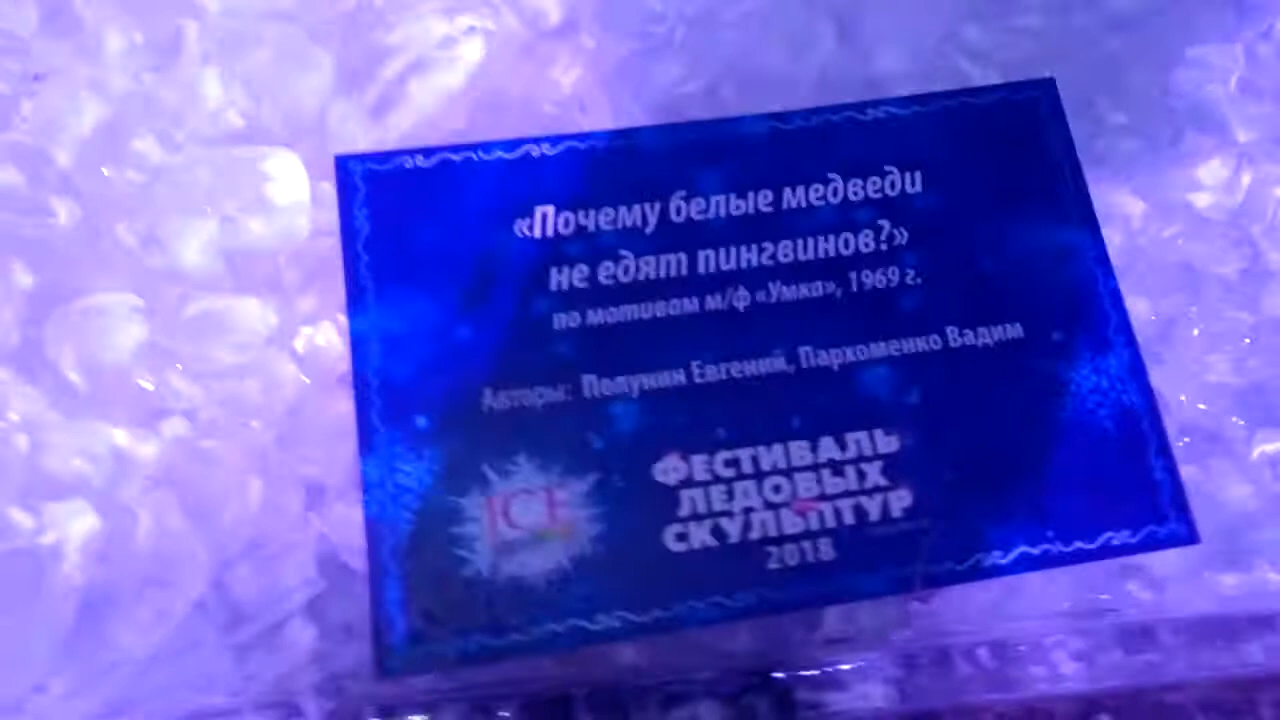 «Почему белые медведи
не едят пингвинов?»
по мотивам м/ф «Умка», 1969 г.
Авторы: Полунин Евгений, Пархоменко Вадим
ICE
ФЕСТИВАЛЬ
ЛЕДОВЫХ
СКУЛЬПТУР
2018